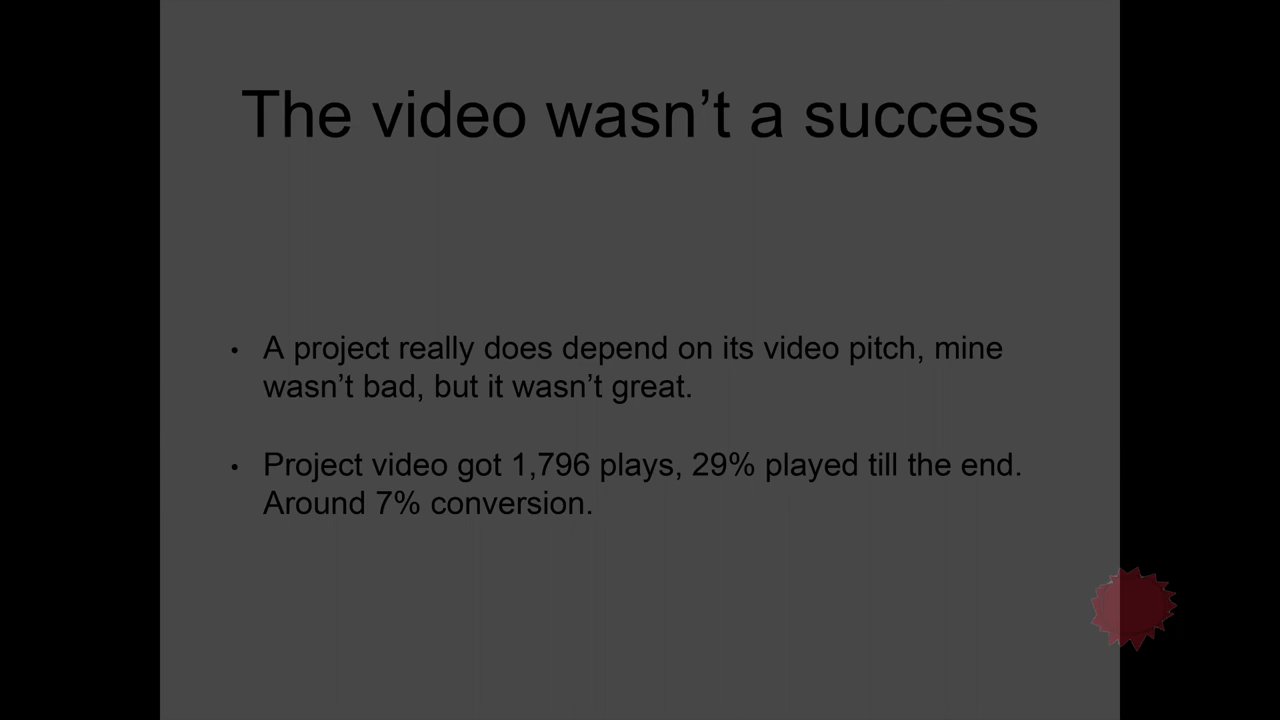 The video wasn’t a success
• A project really does depend on its video pitch, mine
wasn’t bad, but it wasn’t great.
• Project video got 1,796 plays, 29% played till the end.
Around 7% conversion.